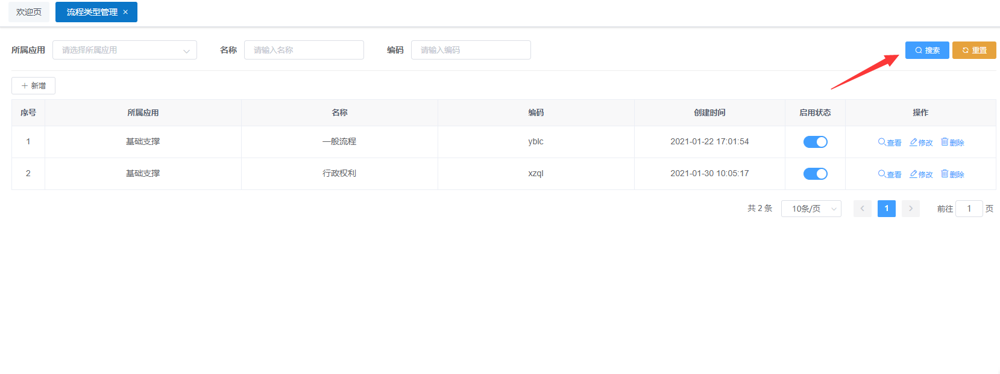 欢迎页 流程类型管理 ×
所属应用 请选择所属应用 名称 请输入名称 编码 请输入编码 搜索 重置
+ 新增
序号 所属应用 名称 编码 创建时间 启用状态 操作
1 基础支撑 一般流程 yblc 2021-01-22 17:01:54 查看 修改 删除
2 基础支撑 行政权利 xzql 2021-01-30 10:05:17 查看 修改 删除
共 2 条 10条/页 < 1 > 前往 1 页